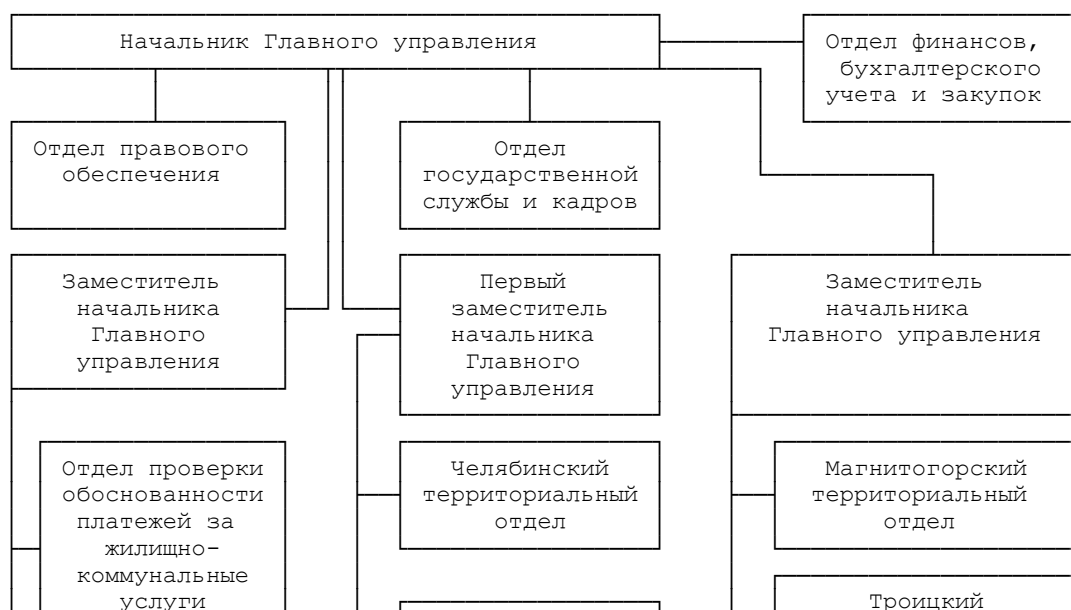 Начальник Главного управления
Отдел финансов,
бухгалтерского
учета и закупок
Отдел правового
обеспечения
Отдел
государственной
службы и кадров
Заместитель
начальника
Главного
управления
Первый
заместитель
начальника
Главного
управления
Заместитель
начальника
Главного управления
Отдел проверки
обоснованности
платежей за
жилищно-
коммунальные
услуги
Челябинский
территориальный
отдел
Магнитогорский
территориальный
отдел
Троицкий